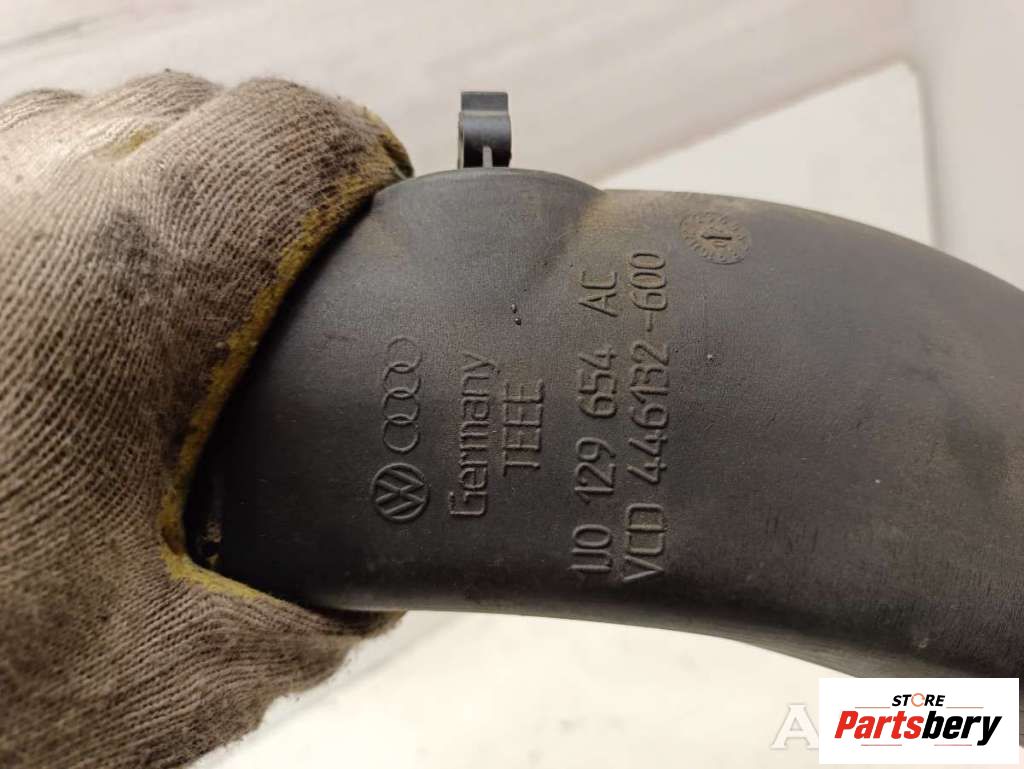 Germany
TEEE
1J0 129 654 AC
VCD 446132-600
STORE
Partsbery